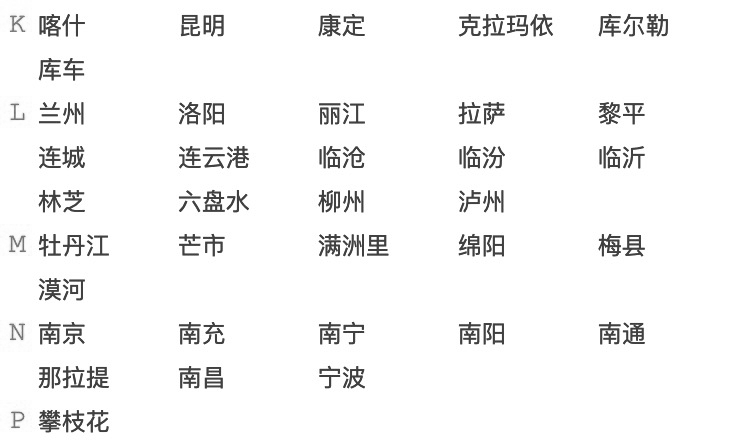 K 喀什 昆明 康定 克拉玛依 库尔勒
库车
L 兰州 洛阳 丽江 拉萨 黎平
连城 连云港 临沧 临汾 临沂
林芝 六盘水 柳州 泸州
M 牡丹江 芒市 满洲里 绵阳 梅县
漠河
N 南京 南充 南宁 南阳 南通
那拉提 南昌 宁波
P 攀枝花